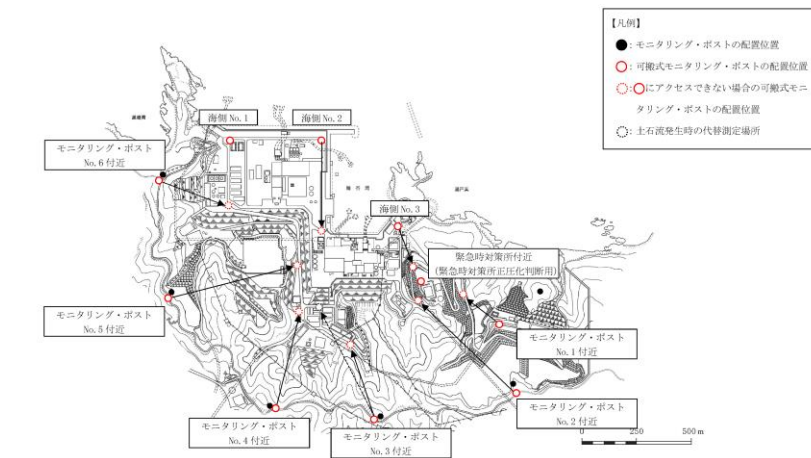 【凡例】
●: モニタリング・ポストの配置位置
○: 可搬式モニタリング・ポストの配置位置
○: ○にアクセスできない場合の可搬式モニ
タリング・ポストの配置位置
○: 土石流発生時の代替測定場所
海側 No.1
海側 No.2
モニタリング・ポスト
No.6 付近
海側 No.3
緊急時対策所付近
(緊急時対策所正圧化判断用)
モニタリング・ポスト
No.5 付近
モニタリング・ポスト
No.1 付近
モニタリング・ポスト
No.2 付近
モニタリング・ポスト
No.4 付近
モニタリング・ポスト
No.3 付近
0 250 500 m